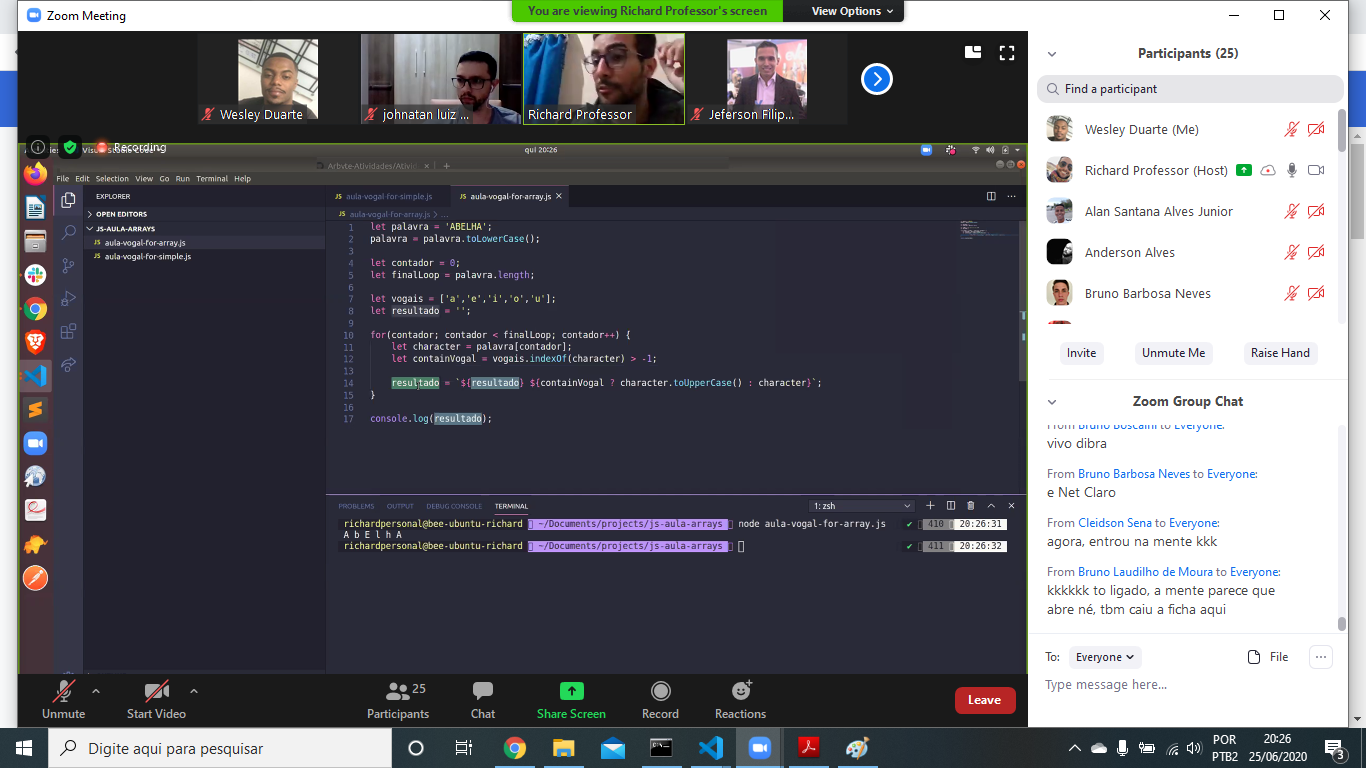 Zoom Meeting
You are viewing Richard Professor's screen
View Options
Wesley Duarte
johnatan luiz ...
Richard Professor
Jeferson Filip...
Recording
qui 20:26
Arbyte-Atividades/Ativid
File Edit Selection View Go Run Terminal Help
EXPLORER
OPEN EDITORS
JS-AULA-ARRAYS
aula-vogal-for-array.js
aula-vogal-for-simple.js
JS aula-vogal-for-simple.js
JS aula-vogal-for-array.js
JS aula-vogal-for-array.js > ...
1 let palavra = 'ABELHA';
2 palavra = palavra.toLowerCase();
3
4 let contador = 0;
5 let finalLoop = palavra.length;
6
7 let vogais = ['a','e','i','o','u'];
8 let resultado = '';
9
10 for(contador; contador < finalLoop; contador++) {
11 let character = palavra[contador];
12 let containVogal = vogais.indexOf(character) > -1;
13
14 resultado = `${resultado} ${containVogal ? character.toUpperCase() : character}`;
15 }
16
17 console.log(resultado);
PROBLEMS OUTPUT DEBUG CONSOLE TERMINAL
1: zsh
richardpersonal@bee-ubuntu-richard ~/Documents/projects/js-aula-arrays node aula-vogal-for-array.js ✔ 410 20:26:31
A b E l h A
richardpersonal@bee-ubuntu-richard ~/Documents/projects/js-aula-arrays ✔ 411 20:26:32
Unmute
Start Video
25
Participants
Chat
Share Screen
Record
Reactions
Leave
Participants (25)
Find a participant
Wesley Duarte (Me)
Richard Professor (Host)
Alan Santana Alves Junior
Anderson Alves
Bruno Barbosa Neves
Invite
Unmute Me
Raise Hand
Zoom Group Chat
From Bruno Boscaini to Everyone:
vivo dibra
From Bruno Barbosa Neves to Everyone:
e Net Claro
From Cleidson Sena to Everyone:
agora, entrou na mente kkk
From Bruno Laudilho de Moura to Everyone:
kkkkkk to ligado, a mente parece que
abre né, tbm caiu a ficha aqui
To: Everyone
File
Type message here...
Digite aqui para pesquisar
POR
PTB2
20:26
25/06/2020
3